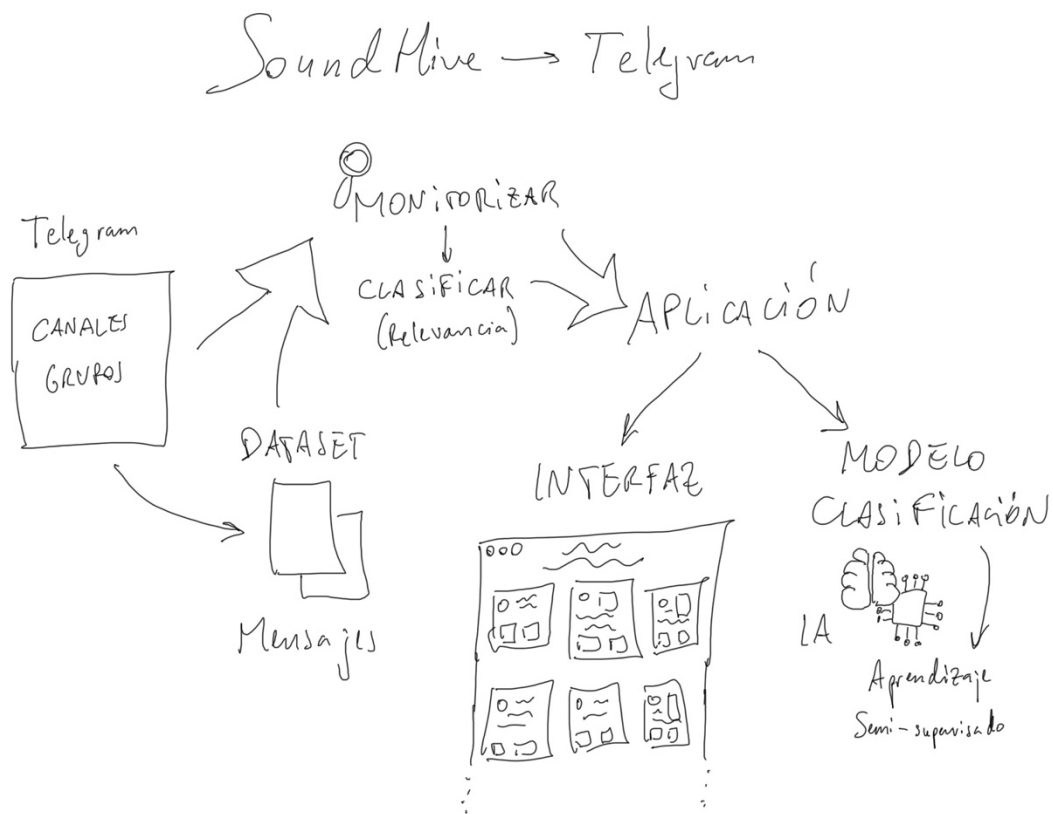 SoundHive → Telegram
Telegram
CANALES
GRUPOS
MONITORIZAR
CLASIFICAR
(Relevancia)
DATASET
Mensajes
APLICACIÓN
INTERFAZ
MODELO
CLASIFICACIÓN
IA
Aprendizaje
Semi-supervisado